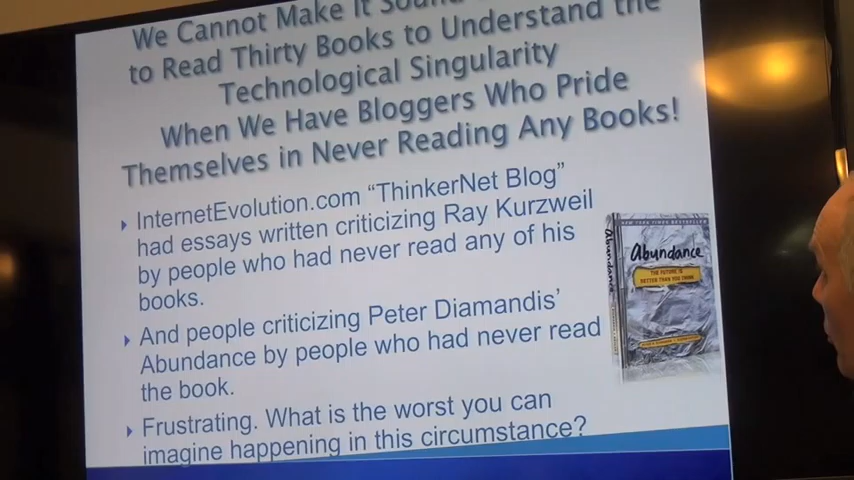 We Cannot Make It Sound
to Read Thirty Books to Understand the
Technological Singularity
When We Have Bloggers Who Pride
Themselves in Never Reading Any Books!
InternetEvolution.com “ThinkerNet Blog”
had essays written criticizing Ray Kurzweil
by people who had never read any of his
books.
And people criticizing Peter Diamandis’
Abundance by people who had never read
the book.
Frustrating. What is the worst you can
imagine happening in this circumstance?
NEW YORK TIMES BESTSELLER
Abundance
THE FUTURE IS
BETTER THAN YOU THINK
Abundance